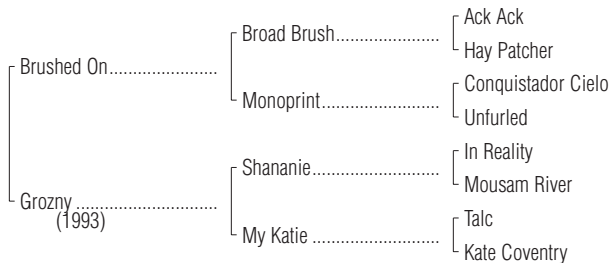 Ack Ack
Broad Brush....................
Hay Patcher
Brushed On.....................
Conquistador Cielo
Monoprint.......................
Unfurled
In Reality
Shananie.........................
Mousam River
Grozny ...........................
(1993)
Talc
My Katie .........................
Kate Coventry